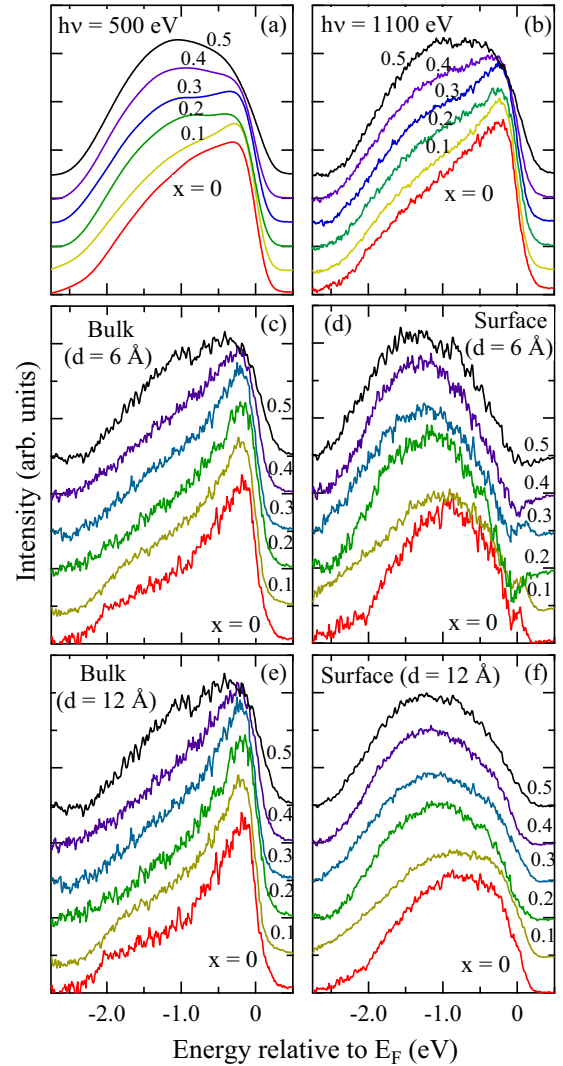 hν = 500 eV
(a)
0.5
0.4
0.3
0.2
0.1
x = 0
hν = 1100 eV
(b)
0.5
0.4
0.3
0.2
0.1
x = 0
Bulk
(d = 6 Å)
(c)
0.5
0.4
0.3
0.2
0.1
x = 0
(d)
Surface
(d = 6 Å)
0.5
0.4
0.3
0.2
0.1
x = 0
Bulk
(d = 12 Å)
(e)
0.5
0.4
0.3
0.2
0.1
x = 0
Surface (d = 12 Å)
(f)
0.5
0.4
0.3
0.2
0.1
x = 0
Intensity (arb. units)
-2.0
-1.0
0
-2.0
-1.0
0
Energy relative to E_F (eV)